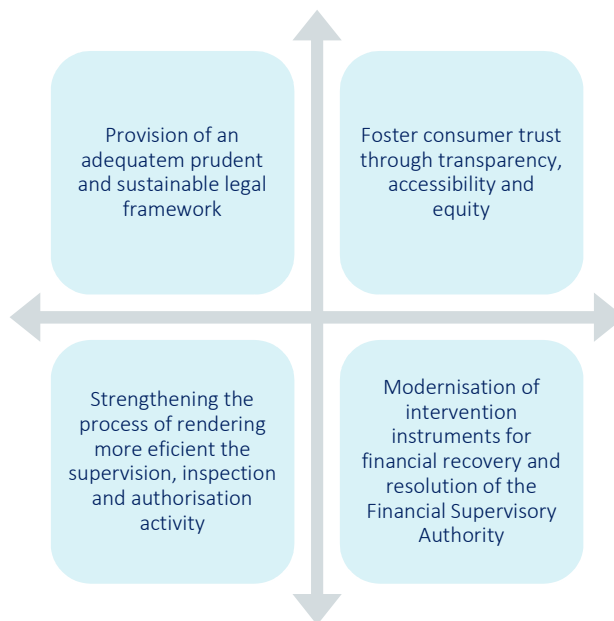 Provision of an
adequatem prudent
and sustainable legal
framework
Foster consumer trust
through transparency,
accessibility and
equity
Strengthening the
process of rendering
more eficient the
supervision, inspection
and authorisation
activity
Modernisation of
intervention
instruments for
financial recovery and
resolution of the
Financial Supervisory
Authority